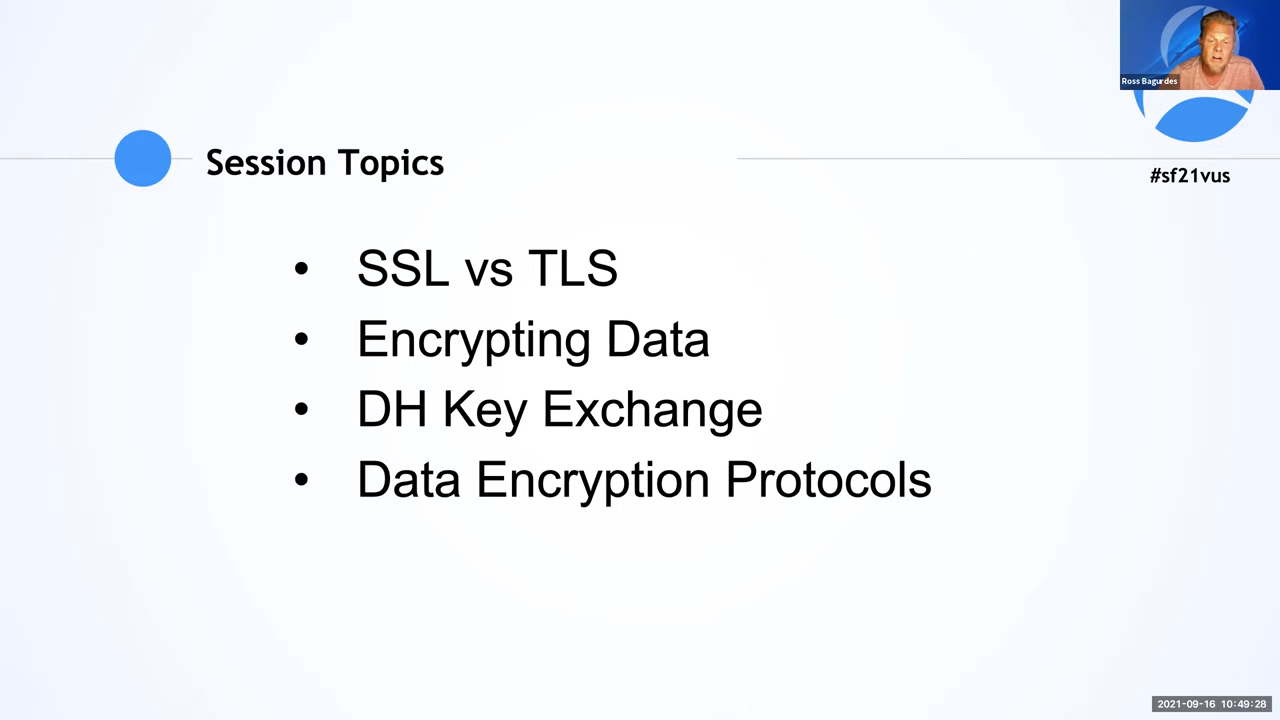 Ross Bagurdes
Session Topics
#sf21vus
• SSL vs TLS
• Encrypting Data
• DH Key Exchange
• Data Encryption Protocols
2021-09-16 10:49:28